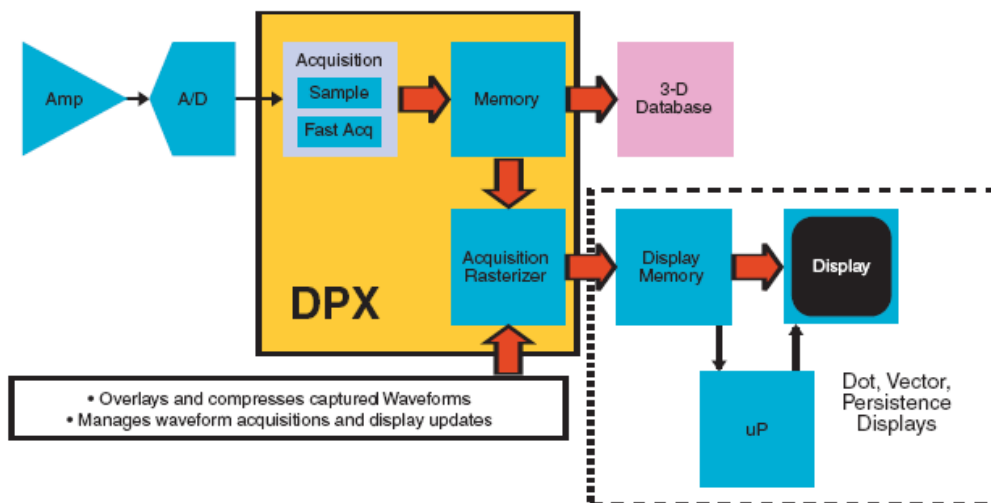 Amp
A/D
Acquisition
Sample
Fast Acq
Memory
3-D
Database
Acquisition
Rasterizer
Display
Memory
Display
DPX
• Overlays and compresses captured Waveforms
• Manages waveform acquisitions and display updates
uP
Dot, Vector,
Persistence
Displays